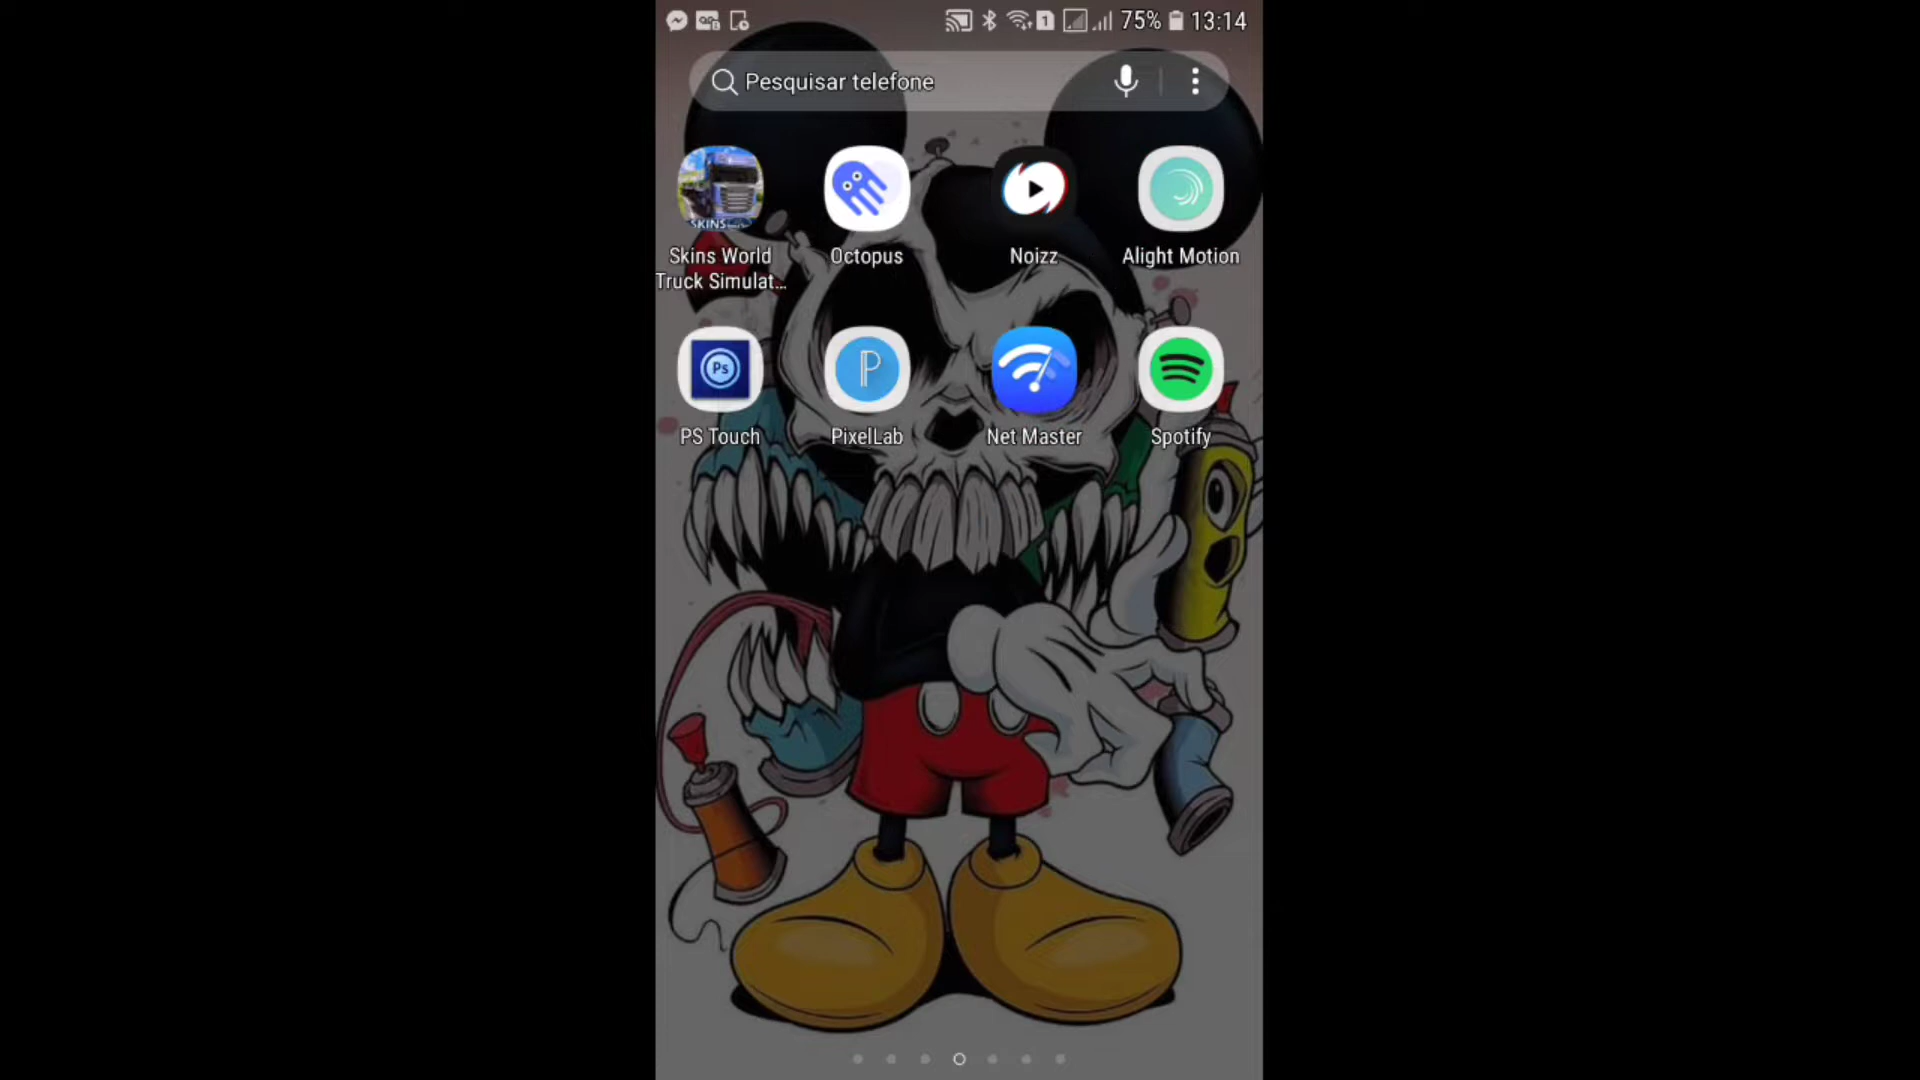 75% 13:14
Pesquisar telefone
SKINS
Skins World
Truck Simulat...
Octopus
Noizz
Alight Motion
Ps
PS Touch
PixelLab
Net Master
Spotify